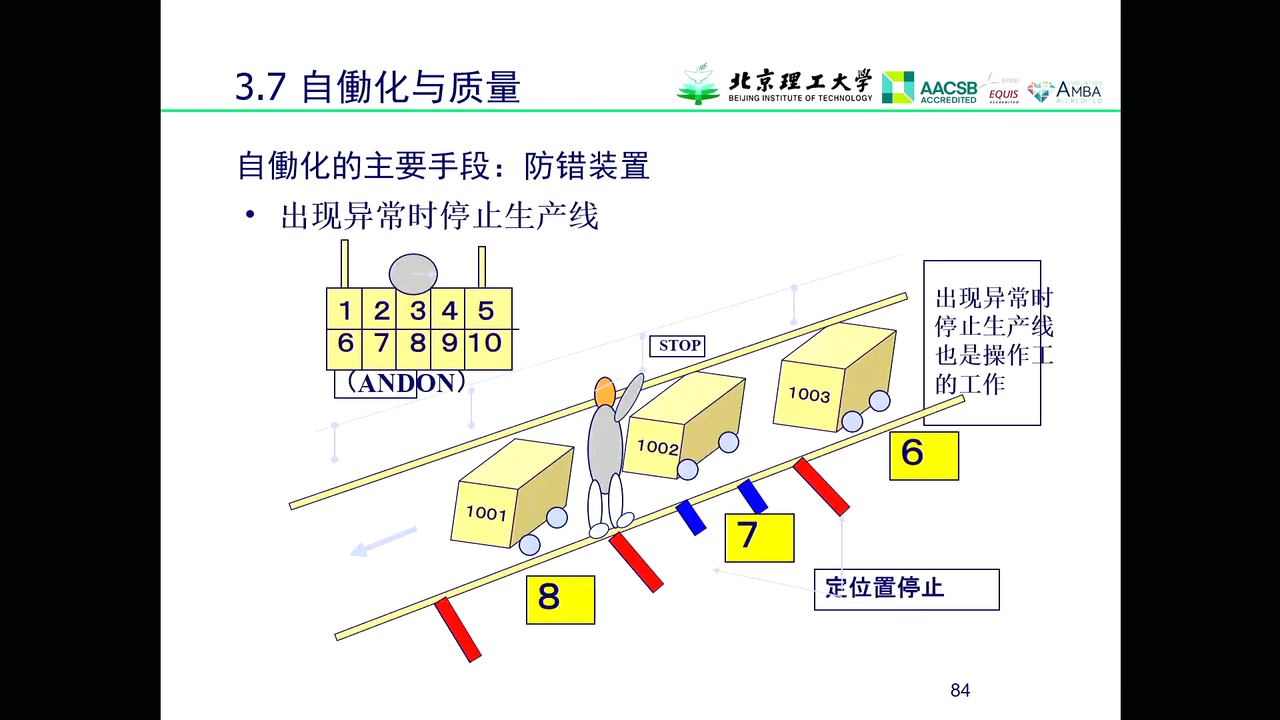 3.7 自働化与质量
北京理工大学
BEIJING INSTITUTE OF TECHNOLOGY
AACSB
ACCREDITED
EFMD
EQUIS
ACCREDITED
ASSOCIATION
AMBA
ACCREDITED
自働化的主要手段：防错装置
• 出现异常时停止生产线
1 2 3 4 5
6 7 8 9 10
（ANDON）
STOP
出现异常时
停止生产线
也是操作工
的工作
1003
1002
1001
6
7
8
定位置停止
84